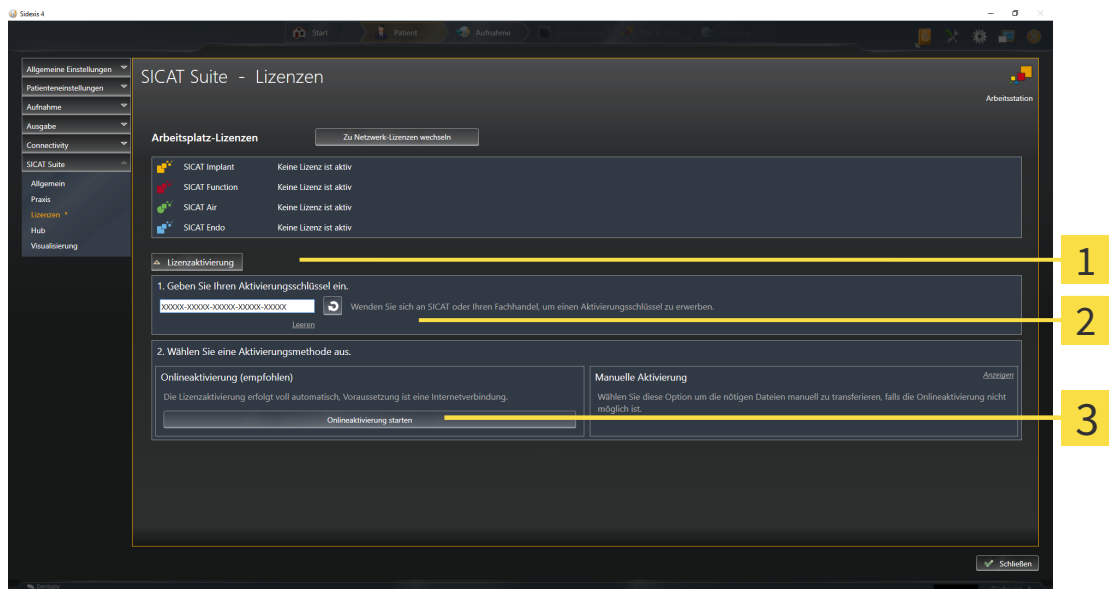 Sidexis 4
Start
Patient
Aufnahme
Allgemeine Einstellungen
Patienteneinstellungen
Aufnahme
Ausgabe
Connectivity
SICAT Suite
Allgemein
Praxis
Lizenzen *
Hub
Visualisierung
SICAT Suite - Lizenzen
Arbeitsstation
Arbeitsplatz-Lizenzen
Zu Netzwerk-Lizenzen wechseln
SICAT Implant Keine Lizenz ist aktiv
SICAT Function Keine Lizenz ist aktiv
SICAT Air Keine Lizenz ist aktiv
SICAT Endo Keine Lizenz ist aktiv
Lizenzaktivierung
1
1. Geben Sie Ihren Aktivierungsschlüssel ein.
XXXXX-XXXXX-XXXXX-XXXXX-XXXXX
Wenden Sie sich an SICAT oder Ihren Fachhandel, um einen Aktivierungsschlüssel zu erwerben.
Leeren
2
2. Wählen Sie eine Aktivierungsmethode aus.
Onlineaktivierung (empfohlen)
Die Lizenzaktivierung erfolgt voll automatisch, Voraussetzung ist eine Internetverbindung.
Onlineaktivierung starten
Manuelle Aktivierung
Anzeigen
Wählen Sie diese Option um die nötigen Dateien manuell zu transferieren, falls die Onlineaktivierung nicht
möglich ist.
3
Schließen